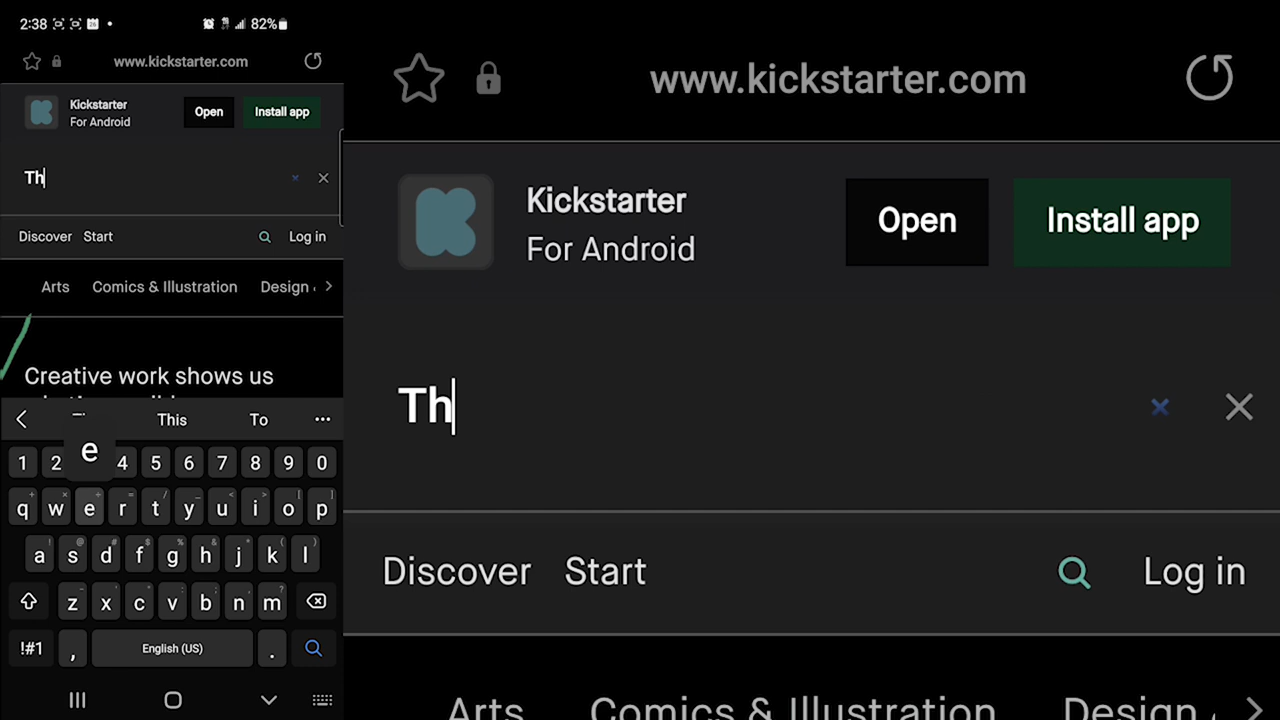 2:38
26
82%
www.kickstarter.com
Kickstarter
For Android
Open
Install app
Th
Discover Start
Log in
Arts Comics & Illustration Design
Creative work shows us
This To
e
1 2 4 5 6 7 8 9 0
q w e r t y u i o p
a s d f g h j k l
z x c v b n m
!#1 , English (US) .
www.kickstarter.com
Kickstarter
For Android
Open
Install app
Th
Discover Start
Log in
Arts Comics & Illustration Design